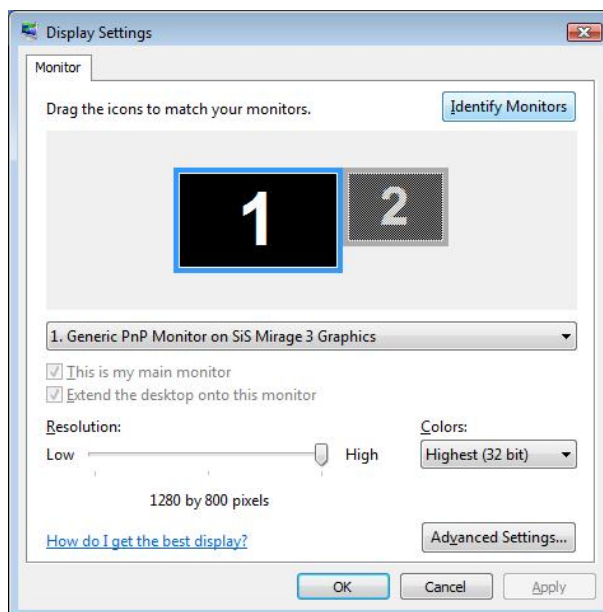 Display Settings
Monitor
Drag the icons to match your monitors.
Identify Monitors
1
2
1. Generic PnP Monitor on SiS Mirage 3 Graphics
This is my main monitor
Extend the desktop onto this monitor
Resolution:
Colors:
Low
High
Highest (32 bit)
1280 by 800 pixels
How do I get the best display?
Advanced Settings...
OK
Cancel
Apply